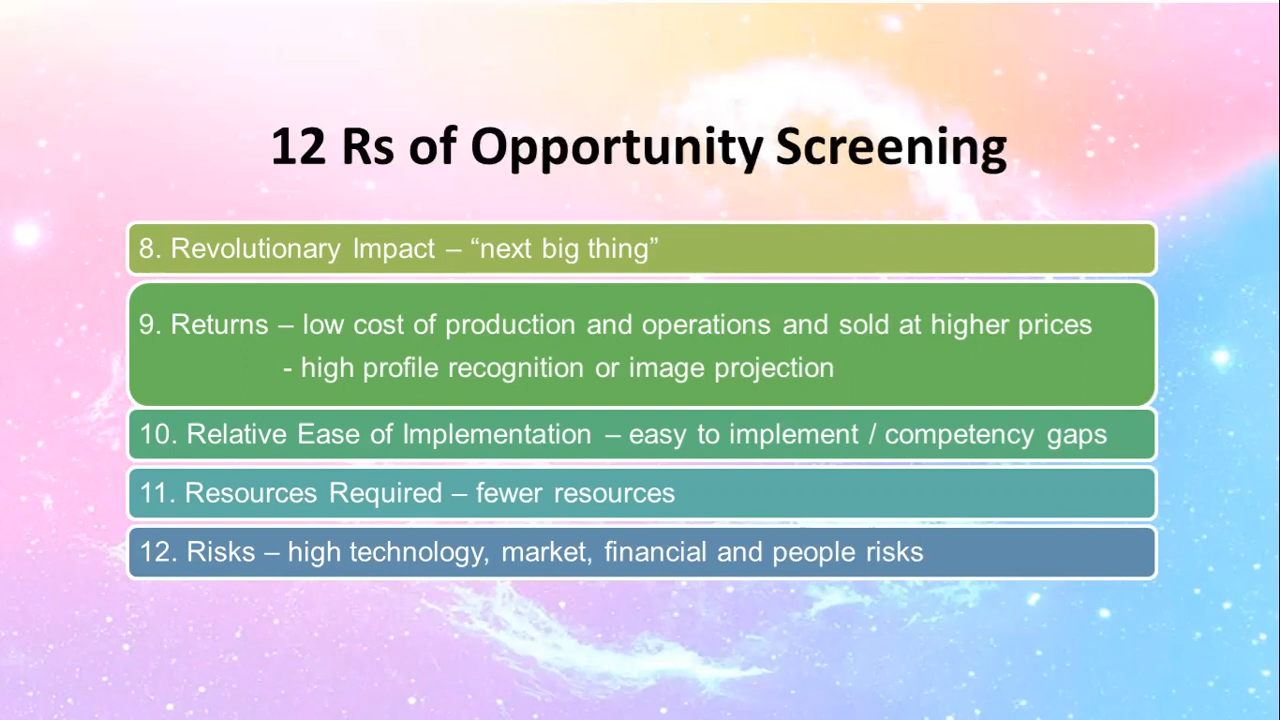 12 Rs of Opportunity Screening
8. Revolutionary Impact – “next big thing”
9. Returns – low cost of production and operations and sold at higher prices
- high profile recognition or image projection
10. Relative Ease of Implementation – easy to implement / competency gaps
11. Resources Required – fewer resources
12. Risks – high technology, market, financial and people risks